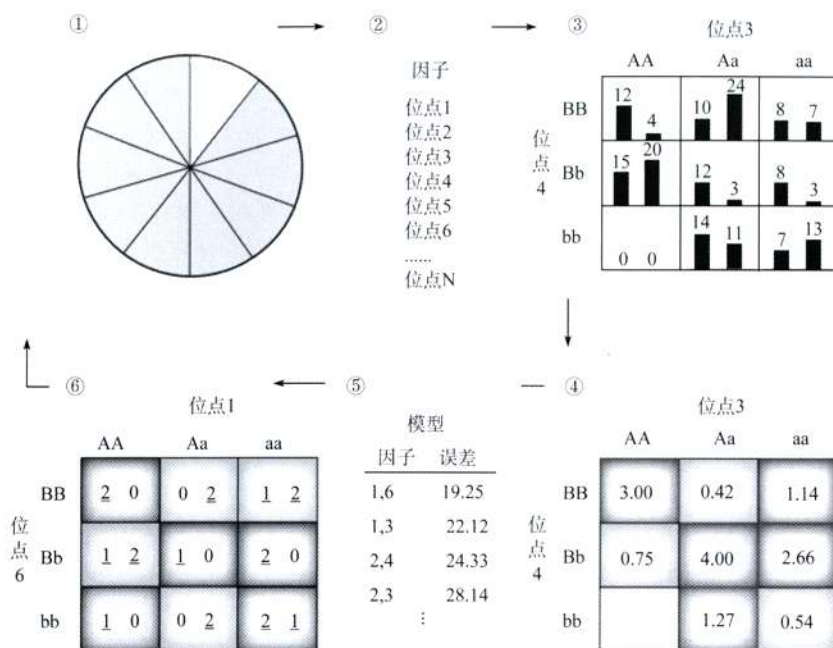 ①
②
因子
位点1
位点2
位点3
位点4
位点5
位点6
......
位点N
③
位点3
AA Aa aa
位点4
BB 12 4 10 24 8 7
Bb 15 20 12 3 8 3
bb 0 0 14 11 7 13
④
位点3
AA Aa aa
位点4
BB 3.00 0.42 1.14
Bb 0.75 4.00 2.66
bb 1.27 0.54
⑤
模型
因子 误差
1,6 19.25
1,3 22.12
2,4 24.33
2,3 28.14
⋮
⑥
位点1
AA Aa aa
位点6
BB 2 0 0 2 1 2
Bb 1 2 1 0 2 0
bb 1 0 0 2 2 1